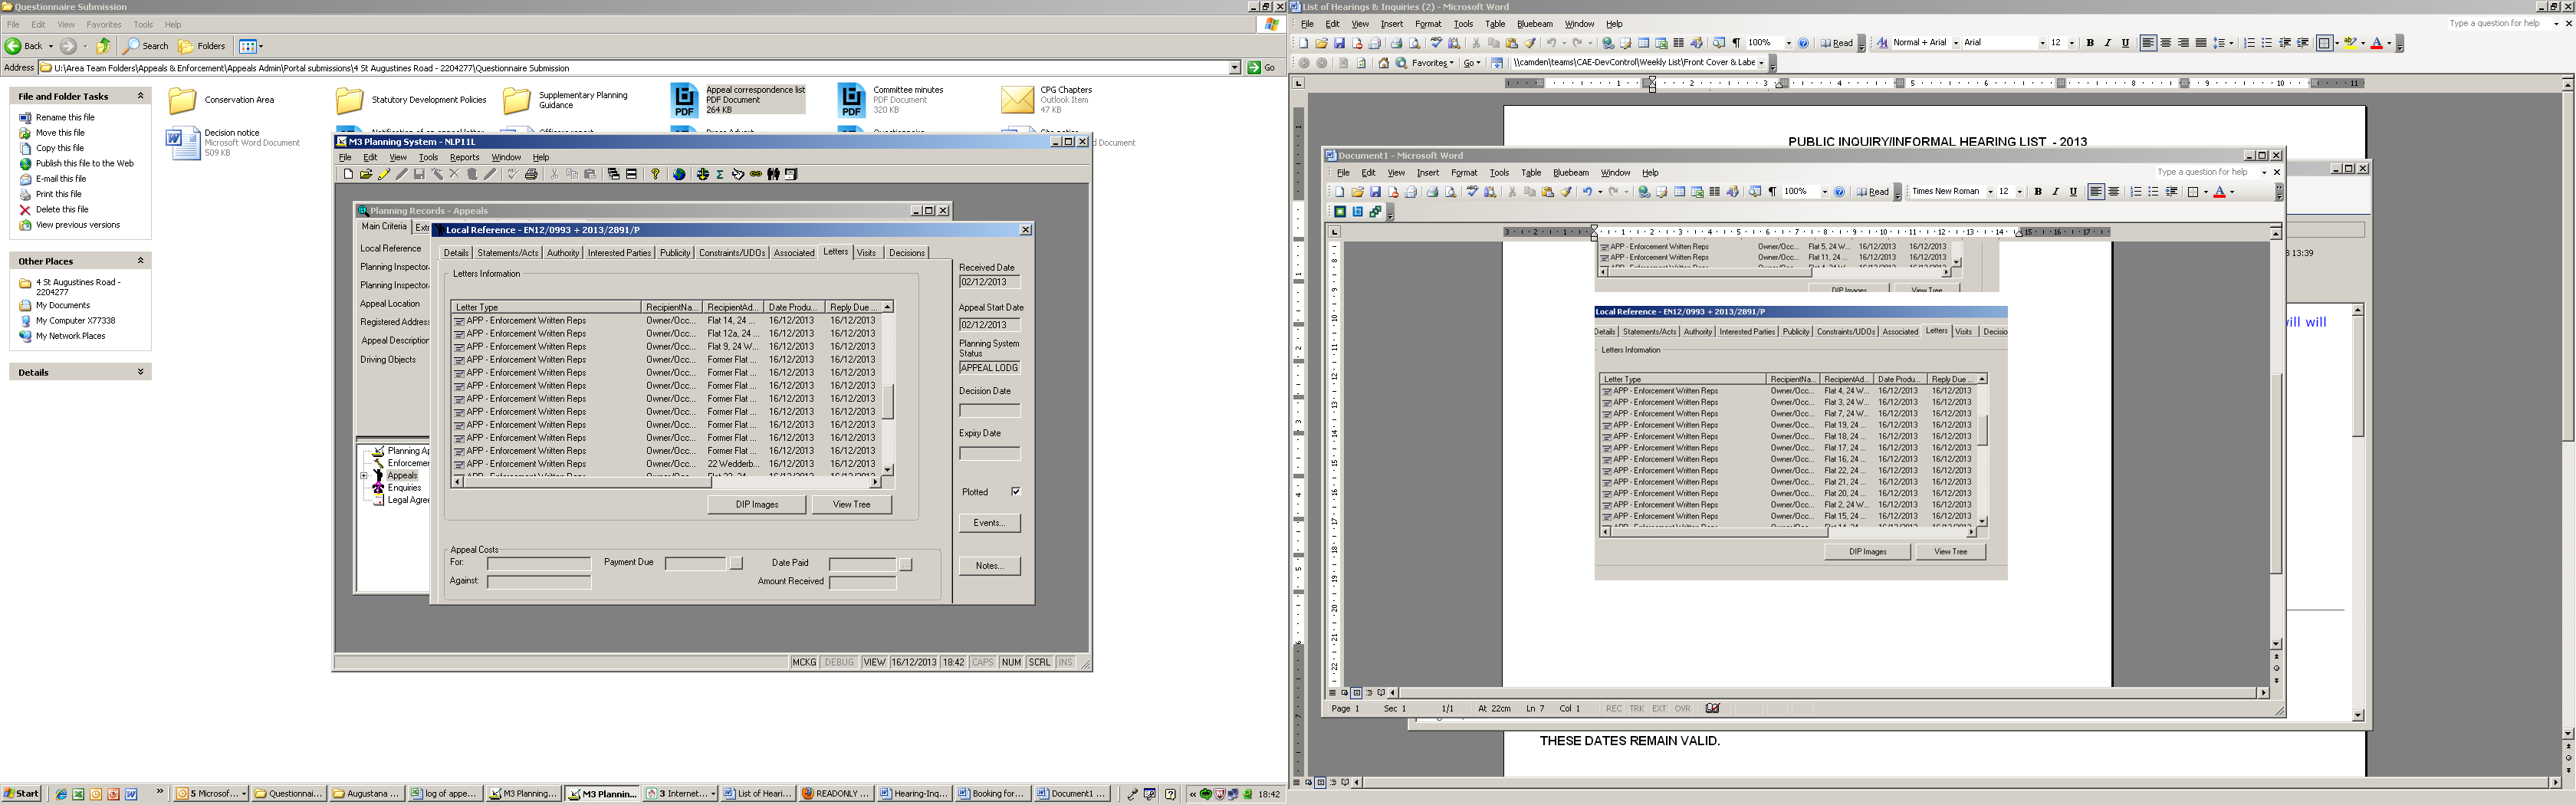 Questionnaire Submission
File Edit View Favorites Tools Help
Back Search Folders
Address U:\Area Team Folders\Appeals & Enforcement\Appeals Admin\Portal submissions\4 St Augustines Road - 2204277\Questionnaire Submission Go
File and Folder Tasks
Rename this file
Move this file
Copy this file
Publish this file to the Web
E-mail this file
Print this file
Delete this file
View previous versions
Other Places
4 St Augustines Road -
2204277
My Documents
My Computer X77338
My Network Places
Details
Conservation Area
Statutory Development Policies
Supplementary Planning
Guidance
Appeal correspondence list
PDF Document
264 KB
Committee minutes
PDF Document
320 KB
CPG Chapters
Outlook Item
47 KB
Decision notice
Microsoft Word Document
509 KB
M3 Planning System - NLP11L
File Edit View Tools Reports Window Help
Planning Records - Appeals
Main Criteria Ext
Local Reference
Planning Inspector
Planning Inspector
Appeal Location
Registered Address
Appeal Description
Driving Objects
Planning Ap
Enforcemer
Appeals
Enquiries
Legal Agre
Local Reference - EN12/0993 + 2013/2891/P
Details Statements/Acts Authority Interested Parties Publicity Constraints/UDOs Associated Letters Visits Decisions
Letters Information
Letter Type RecipientNa... RecipientAd... Date Produ... Reply Due ...
APP - Enforcement Written Reps Owner/Occ... Flat 14, 24 ... 16/12/2013 16/12/2013
APP - Enforcement Written Reps Owner/Occ... Flat 12a, 24 ... 16/12/2013 16/12/2013
APP - Enforcement Written Reps Owner/Occ... Flat 9, 24 W... 16/12/2013 16/12/2013
APP - Enforcement Written Reps Owner/Occ... Former Flat ... 16/12/2013 16/12/2013
APP - Enforcement Written Reps Owner/Occ... Former Flat ... 16/12/2013 16/12/2013
APP - Enforcement Written Reps Owner/Occ... Former Flat ... 16/12/2013 16/12/2013
APP - Enforcement Written Reps Owner/Occ... Former Flat ... 16/12/2013 16/12/2013
APP - Enforcement Written Reps Owner/Occ... Former Flat ... 16/12/2013 16/12/2013
APP - Enforcement Written Reps Owner/Occ... Former Flat ... 16/12/2013 16/12/2013
APP - Enforcement Written Reps Owner/Occ... Former Flat ... 16/12/2013 16/12/2013
APP - Enforcement Written Reps Owner/Occ... Former Flat ... 16/12/2013 16/12/2013
APP - Enforcement Written Reps Owner/Occ... 22 Wedderb... 16/12/2013 16/12/2013
DIP Images View Tree
Appeal Costs
For: Payment Due ... Date Paid ...
Against: Amount Received
Received Date
02/12/2013
Appeal Start Date
02/12/2013
Planning System
Status
APPEAL LODG
Decision Date
Expiry Date
Plotted
Events...
Notes...
MCKG DEBUG VIEW 16/12/2013 18:42 CAPS NUM SCRL INS
List of Hearings & Inquiries (2) - Microsoft Word
File Edit View Insert Format Tools Table Bluebeam Window Help Type a question for help
100% Read Normal + Arial Arial 12 B I U
Favorites Go \\camden\teams\CAE-DevControl\Weekly List\Front Cover & Labe
PUBLIC INQUIRY/INFORMAL HEARING LIST - 2013
Document1 - Microsoft Word
File Edit View Insert Format Tools Table Bluebeam Window Help Type a question for help
100% Read Times New Roman 12 B I U
APP - Enforcement Written Reps Owner/Occ... Flat 5, 24 W... 16/12/2013 16/12/2013
APP - Enforcement Written Reps Owner/Occ... Flat 11, 24 ... 16/12/2013 16/12/2013
DIP Images View Tree
Local Reference - EN12/0993 + 2013/2891/P
Details Statements/Acts Authority Interested Parties Publicity Constraints/UDOs Associated Letters Visits Decisio
Letters Information
Letter Type RecipientNa... RecipientAd... Date Produ... Reply Due ...
APP - Enforcement Written Reps Owner/Occ... Flat 4, 24 W... 16/12/2013 16/12/2013
APP - Enforcement Written Reps Owner/Occ... Flat 3, 24 W... 16/12/2013 16/12/2013
APP - Enforcement Written Reps Owner/Occ... Flat 7, 24 W... 16/12/2013 16/12/2013
APP - Enforcement Written Reps Owner/Occ... Flat 19, 24 ... 16/12/2013 16/12/2013
APP - Enforcement Written Reps Owner/Occ... Flat 18, 24 ... 16/12/2013 16/12/2013
APP - Enforcement Written Reps Owner/Occ... Flat 17, 24 ... 16/12/2013 16/12/2013
APP - Enforcement Written Reps Owner/Occ... Flat 16, 24 ... 16/12/2013 16/12/2013
APP - Enforcement Written Reps Owner/Occ... Flat 22, 24 ... 16/12/2013 16/12/2013
APP - Enforcement Written Reps Owner/Occ... Flat 21, 24 ... 16/12/2013 16/12/2013
APP - Enforcement Written Reps Owner/Occ... Flat 20, 24 ... 16/12/2013 16/12/2013
APP - Enforcement Written Reps Owner/Occ... Flat 2, 24 W... 16/12/2013 16/12/2013
APP - Enforcement Written Reps Owner/Occ... Flat 15, 24 ... 16/12/2013 16/12/2013
DIP Images View Tree
13:39
will will
Page 1 Sec 1 1/1 At 22cm Ln 7 Col 1 REC TRK EXT OVR
THESE DATES REMAIN VALID.
Start 5 Microsof... Questionnai... Augustana ... log of appe... M3 Planning... M3 Plannin... 3 Internet... List of Heari... READONLY ... Hearing-Inq... Booking for... Document1 ... 18:42